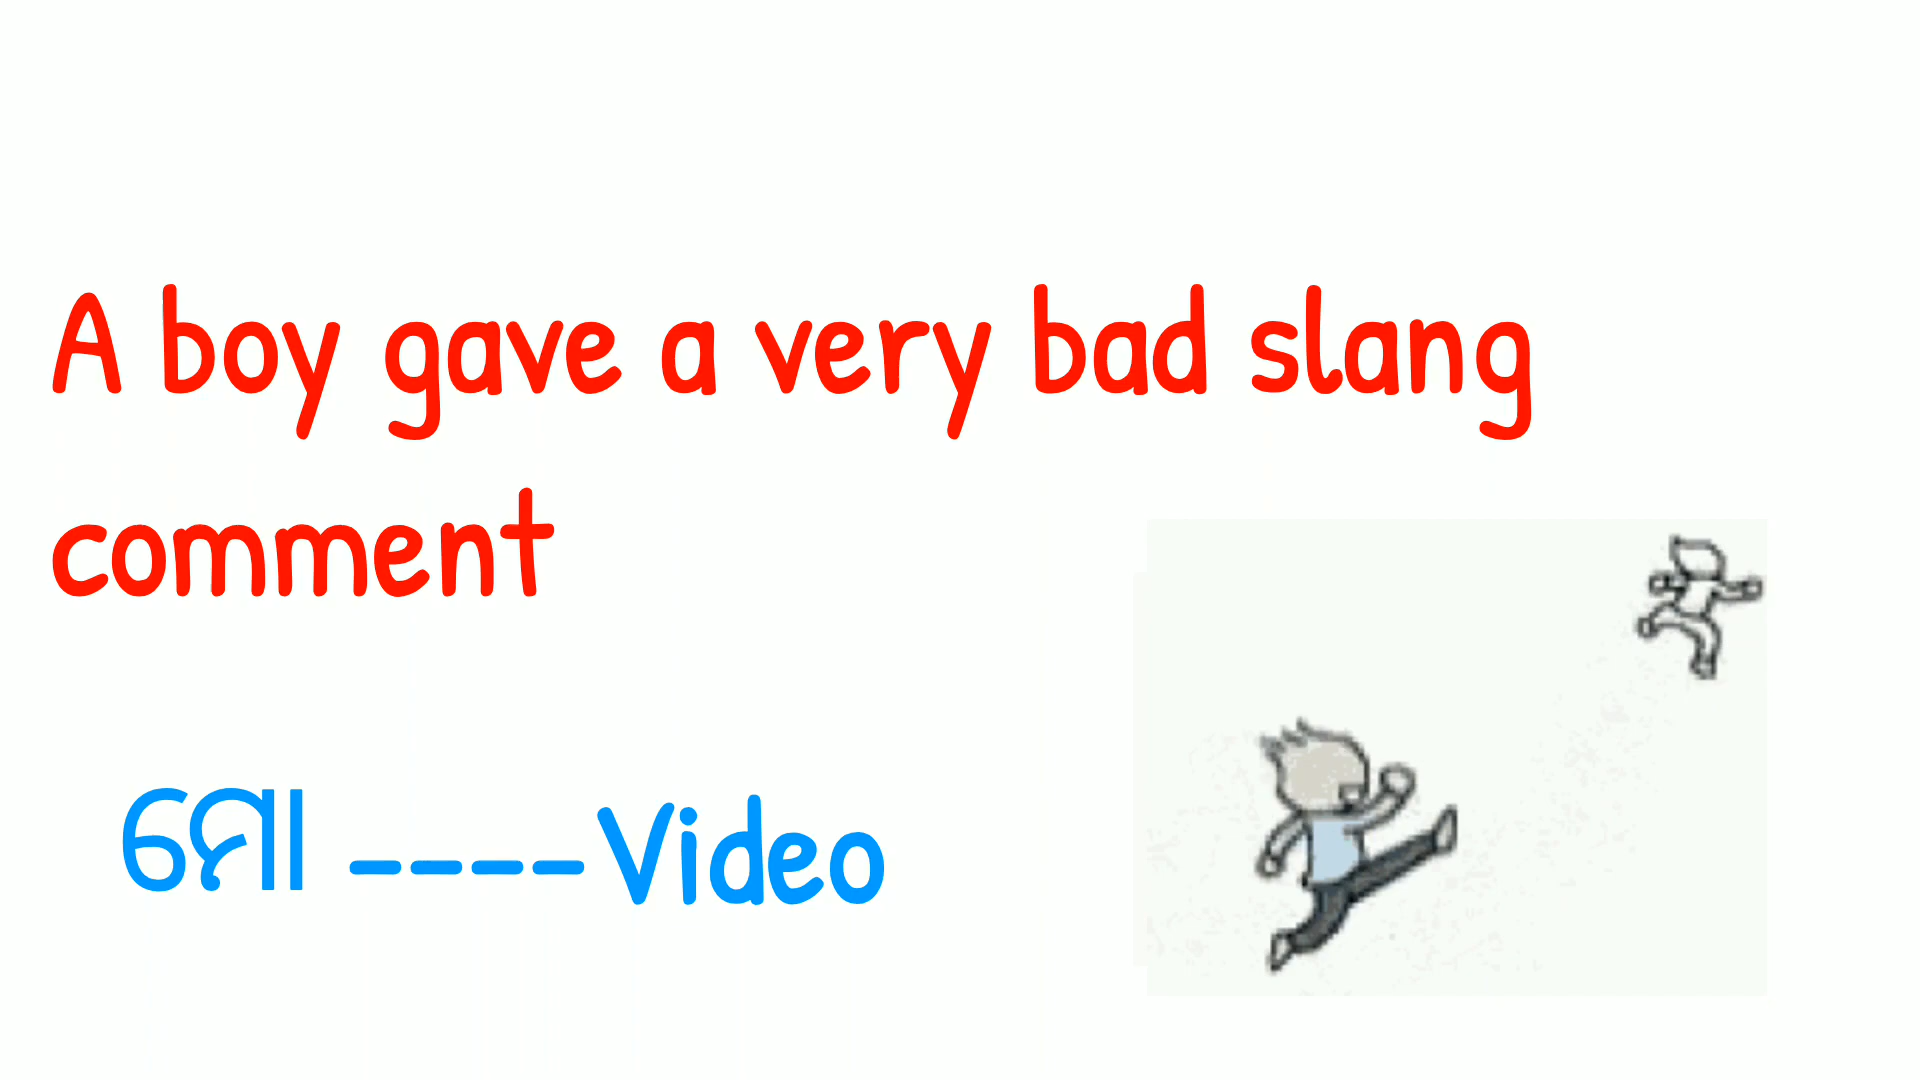 A boy gave a very bad slang
comment
ମୋ ----Video